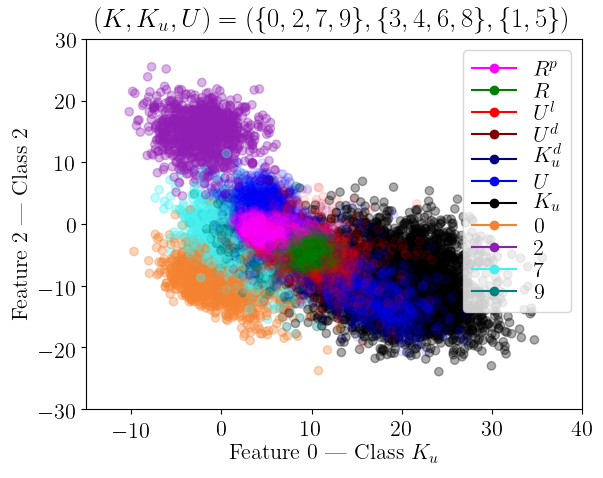 (K, K_u, U) = ({0, 2, 7, 9}, {3, 4, 6, 8}, {1, 5})
30
20
10
0
−10
−20
−30
Feature 2 — Class 2
R^p
R
U^l
U^d
K_u^d
U
K_u
0
2
7
9
−10 0 10 20 30 40
Feature 0 — Class K_u